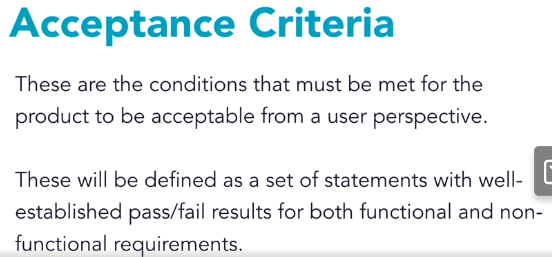 Acceptance Criteria
These are the conditions that must be met for the
product to be acceptable from a user perspective.
These will be defined as a set of statements with well-
established pass/fail results for both functional and non-
functional requirements.